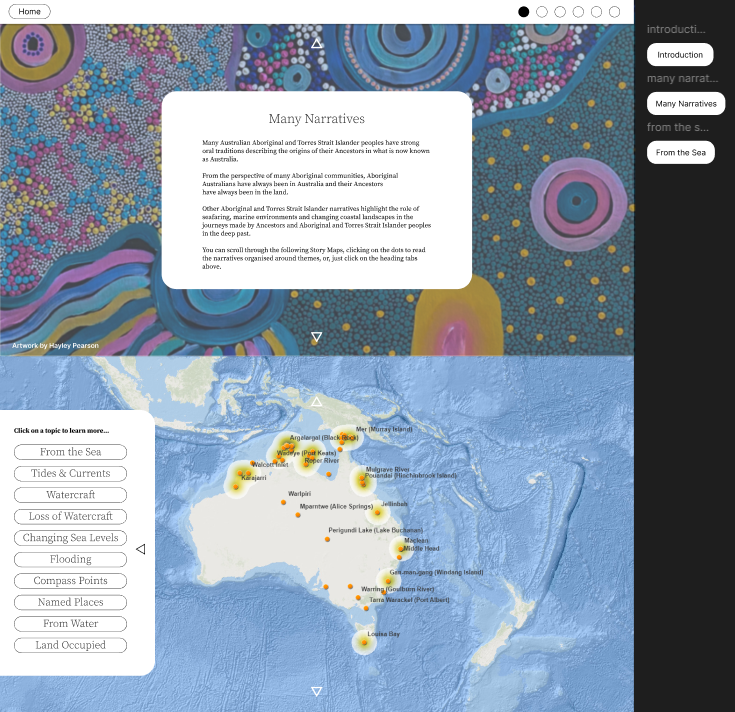 Home
introducti...
Introduction
many narrat...
Many Narratives
from the s...
From the Sea
Many Narratives
Many Australian Aboriginal and Torres Strait Islander peoples have strong
oral traditions describing the origins of their Ancestors in what is now known
as Australia.
From the perspective of many Aboriginal communities, Aboriginal
Australians have always been in Australia and their Ancestors
have always been in the land.
Other Aboriginal and Torres Strait Islander narratives highlight the role of
seafaring, marine environments and changing coastal landscapes in the
journeys made by Ancestors and Aboriginal and Torres Strait Islander peoples
in the deep past.
You can scroll through the following Story Maps, clicking on the dots to read
the narratives organised around themes, or, just click on the heading tabs
above.
Artwork by Hayley Pearson
Click on a topic to learn more...
From the Sea
Tides & Currents
Watercraft
Loss of Watercraft
Changing Sea Levels
Flooding
Compass Points
Named Places
From Water
Land Occupied
Mer (Murray Island)
Argalargal (Black Rock)
Wadeye (Port Keats)
Roper River
Walcott Inlet
Karajarri
Mulgrave River
Pouandai (Hinchinbrook Island)
Warlpiri
Mparntwe (Alice Springs)
Jellinbah
Perigundi Lake (Lake Buchanan)
Maclean
Middle Head
(Windang Island)
Warring (Goulburn River)
Tarra Warackel (Port Albert)
Louisa Bay